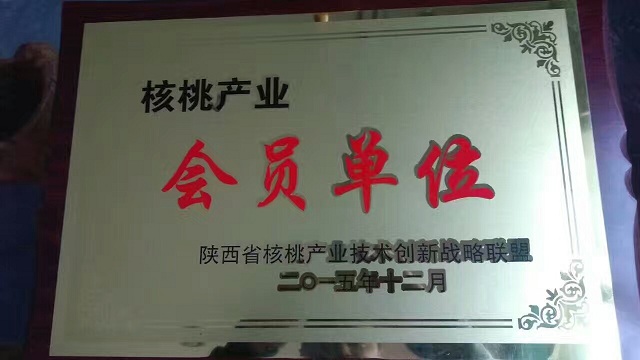 核桃产业
会员单位
陕西省核桃产业技术创新战略联盟
二〇一五年十二月